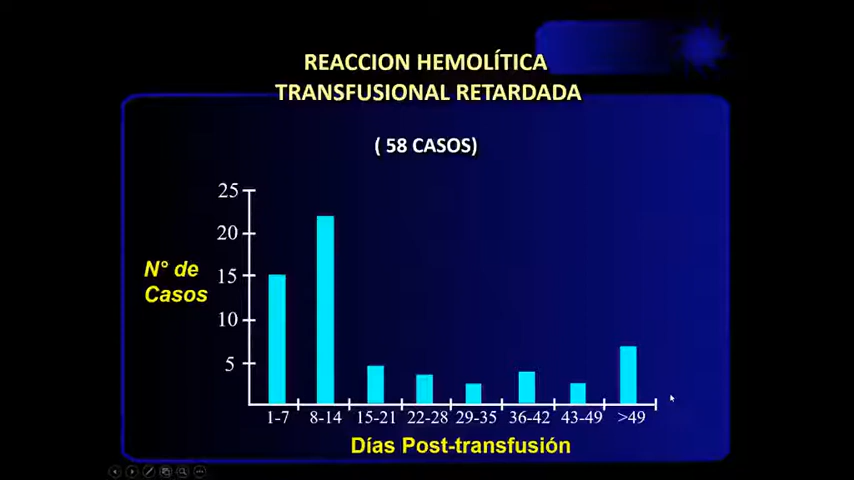 REACCION HEMOLÍTICA
TRANSFUSIONAL RETARDADA
( 58 CASOS)
25
20
15
10
5
N° de
Casos
1-7 8-14 15-21 22-28 29-35 36-42 43-49 >49
Días Post-transfusión